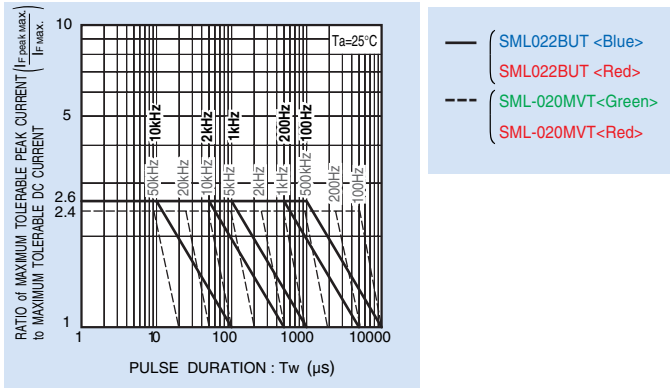 RATIO of MAXIMUM TOLERABLE PEAK CURRENT (IF peak Max. / IF Max.)
to MAXIMUM TOLERABLE DC CURRENT
10
5
2.6
2.4
1
Ta=25°C
10kHz
2kHz
1kHz
200Hz
100Hz
50kHz
20kHz
10kHz
5kHz
2kHz
1kHz
500kHz
200Hz
100Hz
1
10
100
1000
10000
PULSE DURATION : Tw (μs)
SML022BUT <Blue>
SML022BUT <Red>
SML-020MVT<Green>
SML-020MVT<Red>